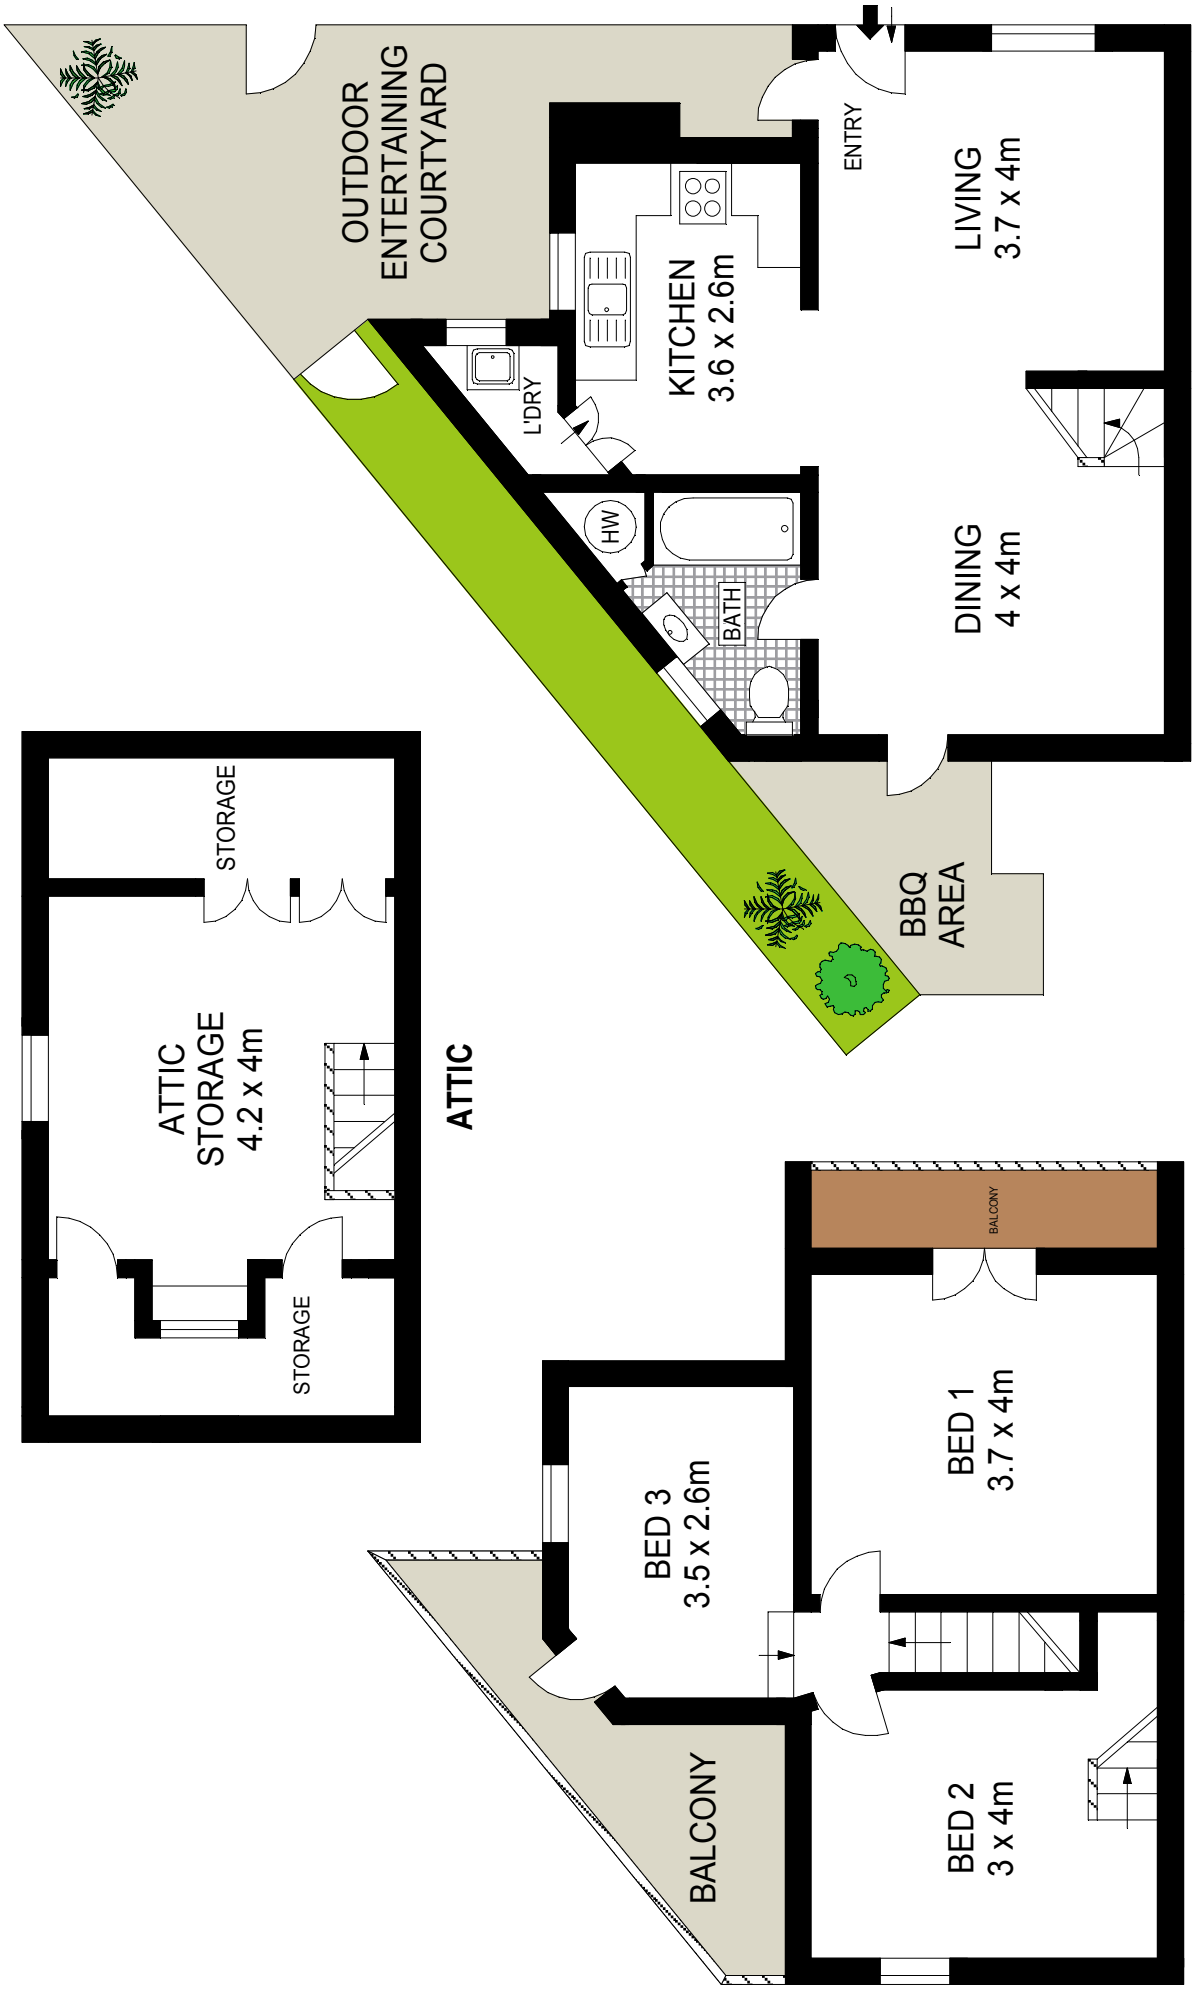 OUTDOOR
ENTERTAINING
COURTYARD
ENTRY
LIVING
3.7 x 4m
KITCHEN
3.6 x 2.6m
L'DRY
HW
BATH
DINING
4 x 4m
BBQ
AREA
STORAGE
ATTIC
STORAGE
4.2 x 4m
STORAGE
ATTIC
BALCONY
BED 1
3.7 x 4m
BED 3
3.5 x 2.6m
BALCONY
BED 2
3 x 4m